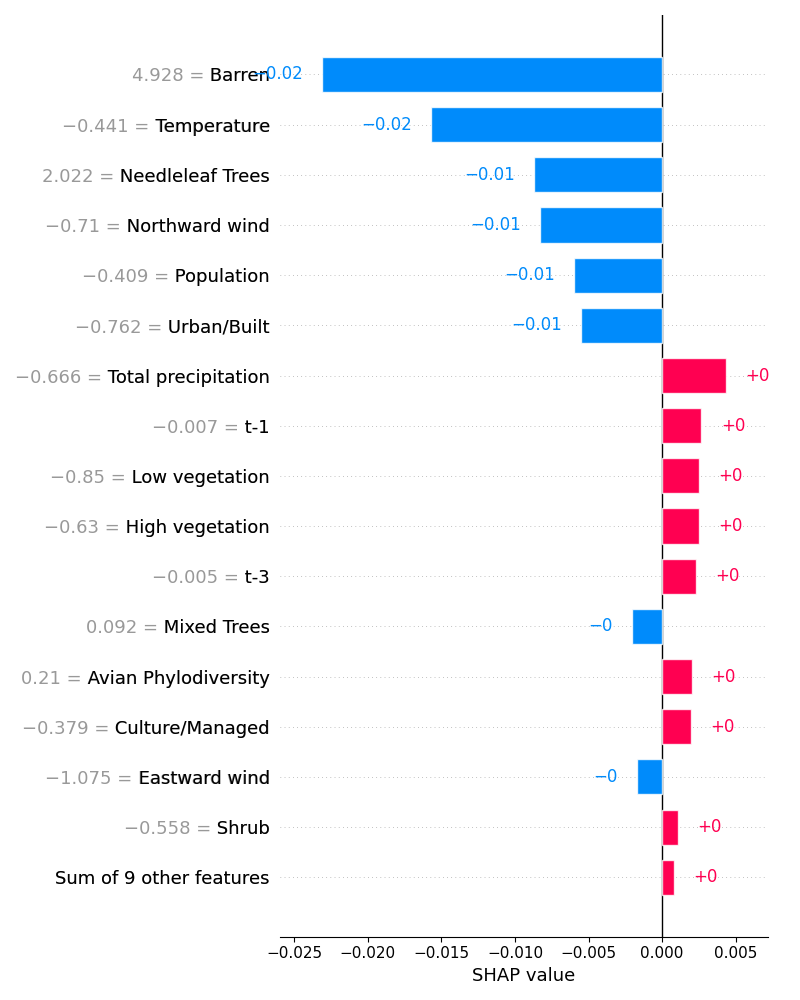 4.928 = Barren −0.02
−0.441 = Temperature −0.02
2.022 = Needleleaf Trees −0.01
−0.71 = Northward wind −0.01
−0.409 = Population −0.01
−0.762 = Urban/Built −0.01
−0.666 = Total precipitation +0
−0.007 = t-1 +0
−0.85 = Low vegetation +0
−0.63 = High vegetation +0
−0.005 = t-3 +0
0.092 = Mixed Trees −0
0.21 = Avian Phylodiversity +0
−0.379 = Culture/Managed +0
−1.075 = Eastward wind −0
−0.558 = Shrub +0
Sum of 9 other features +0
−0.025 −0.020 −0.015 −0.010 −0.005 0.000 0.005
SHAP value